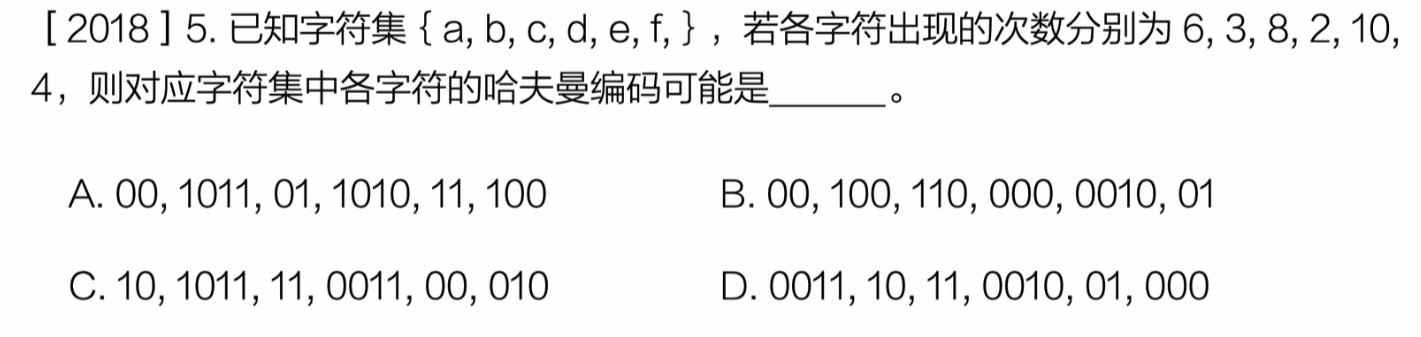 [ 2018 ] 5. 已知字符集 { a, b, c, d, e, f, } ，若各字符出现的次数分别为 6, 3, 8, 2, 10,
4，则对应字符集中各字符的哈夫曼编码可能是______。
A. 00, 1011, 01, 1010, 11, 100 B. 00, 100, 110, 000, 0010, 01
C. 10, 1011, 11, 0011, 00, 010 D. 0011, 10, 11, 0010, 01, 000